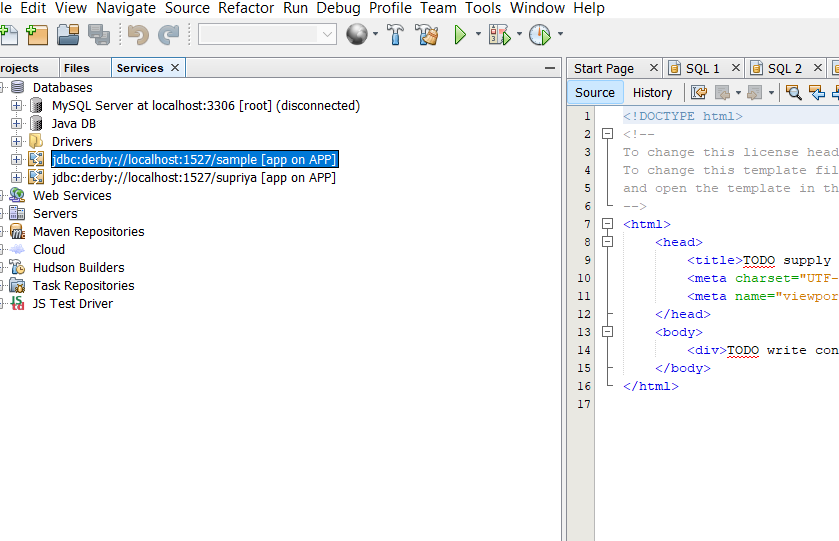 le Edit View Navigate Source Refactor Run Debug Profile Team Tools Window Help
rojects Files Services
Databases
MySQL Server at localhost:3306 [root] (disconnected)
Java DB
Drivers
jdbc:derby://localhost:1527/sample [app on APP]
jdbc:derby://localhost:1527/supriya [app on APP]
Web Services
Servers
Maven Repositories
Cloud
Hudson Builders
Task Repositories
JS Test Driver
Start Page SQL 1 SQL 2
Source History
1 <!DOCTYPE html>
2 <!--
3 To change this license head
4 To change this template fil
5 and open the template in th
6 -->
7 <html>
8 <head>
9 <title>TODO supply
10 <meta charset="UTF-
11 <meta name="viewpor
12 </head>
13 <body>
14 <div>TODO write con
15 </body>
16 </html>
17